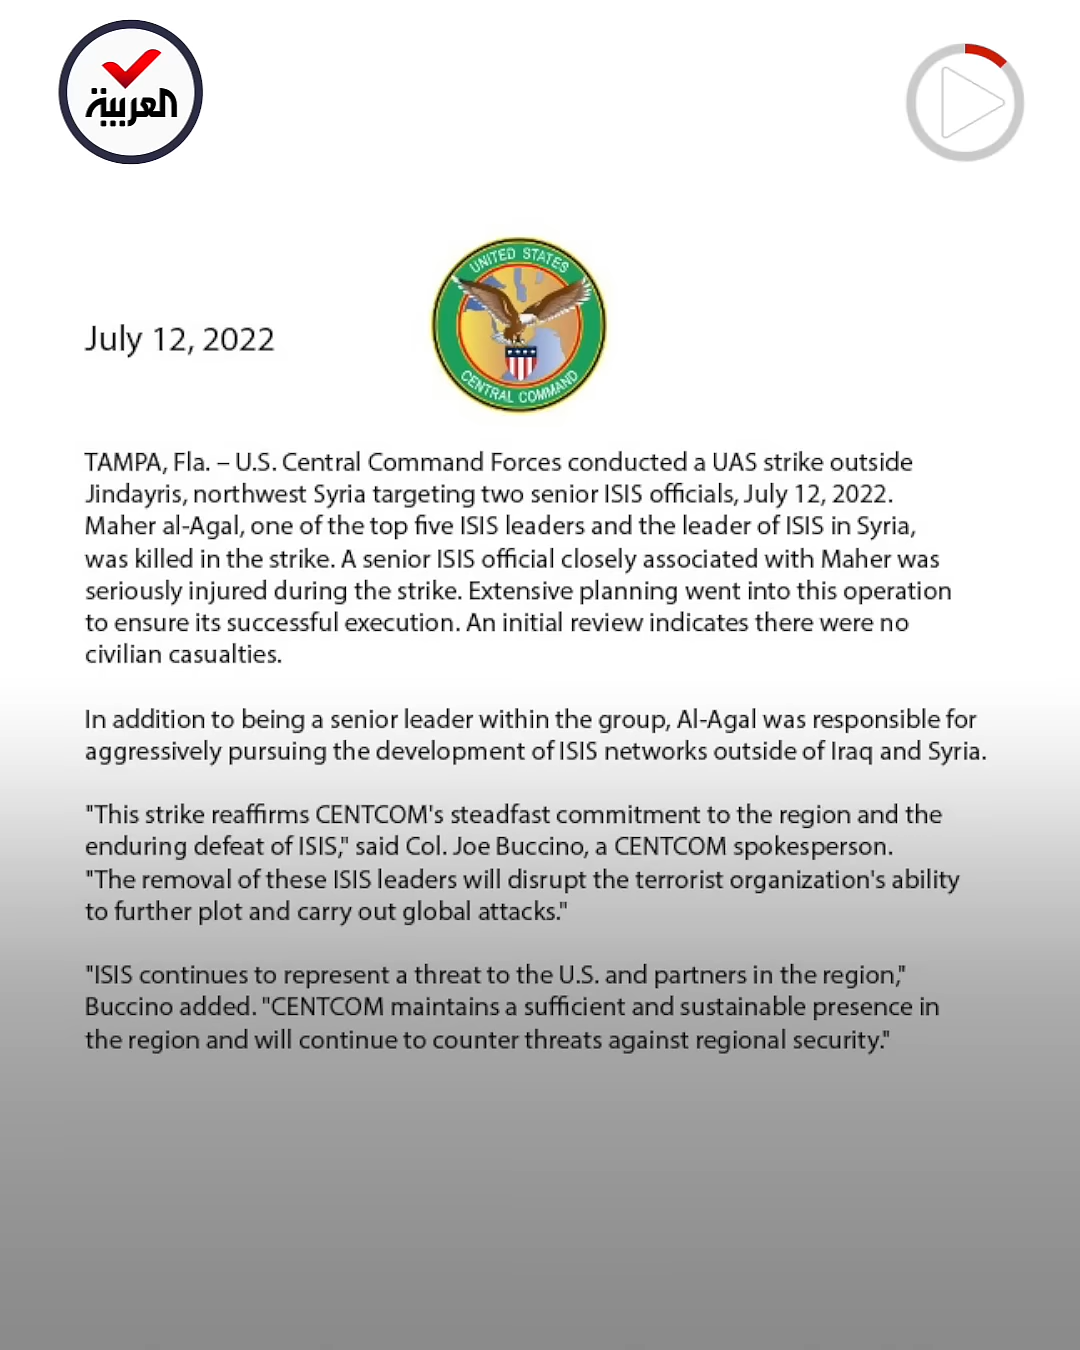 العربية
July 12, 2022
UNITED STATES
CENTRAL COMMAND
TAMPA, Fla. – U.S. Central Command Forces conducted a UAS strike outside
Jindayris, northwest Syria targeting two senior ISIS officials, July 12, 2022.
Maher al-Agal, one of the top five ISIS leaders and the leader of ISIS in Syria,
was killed in the strike. A senior ISIS official closely associated with Maher was
seriously injured during the strike. Extensive planning went into this operation
to ensure its successful execution. An initial review indicates there were no
civilian casualties.
In addition to being a senior leader within the group, Al-Agal was responsible for
aggressively pursuing the development of ISIS networks outside of Iraq and Syria.
"This strike reaffirms CENTCOM's steadfast commitment to the region and the
enduring defeat of ISIS," said Col. Joe Buccino, a CENTCOM spokesperson.
"The removal of these ISIS leaders will disrupt the terrorist organization's ability
to further plot and carry out global attacks."
"ISIS continues to represent a threat to the U.S. and partners in the region,"
Buccino added. "CENTCOM maintains a sufficient and sustainable presence in
the region and will continue to counter threats against regional security."